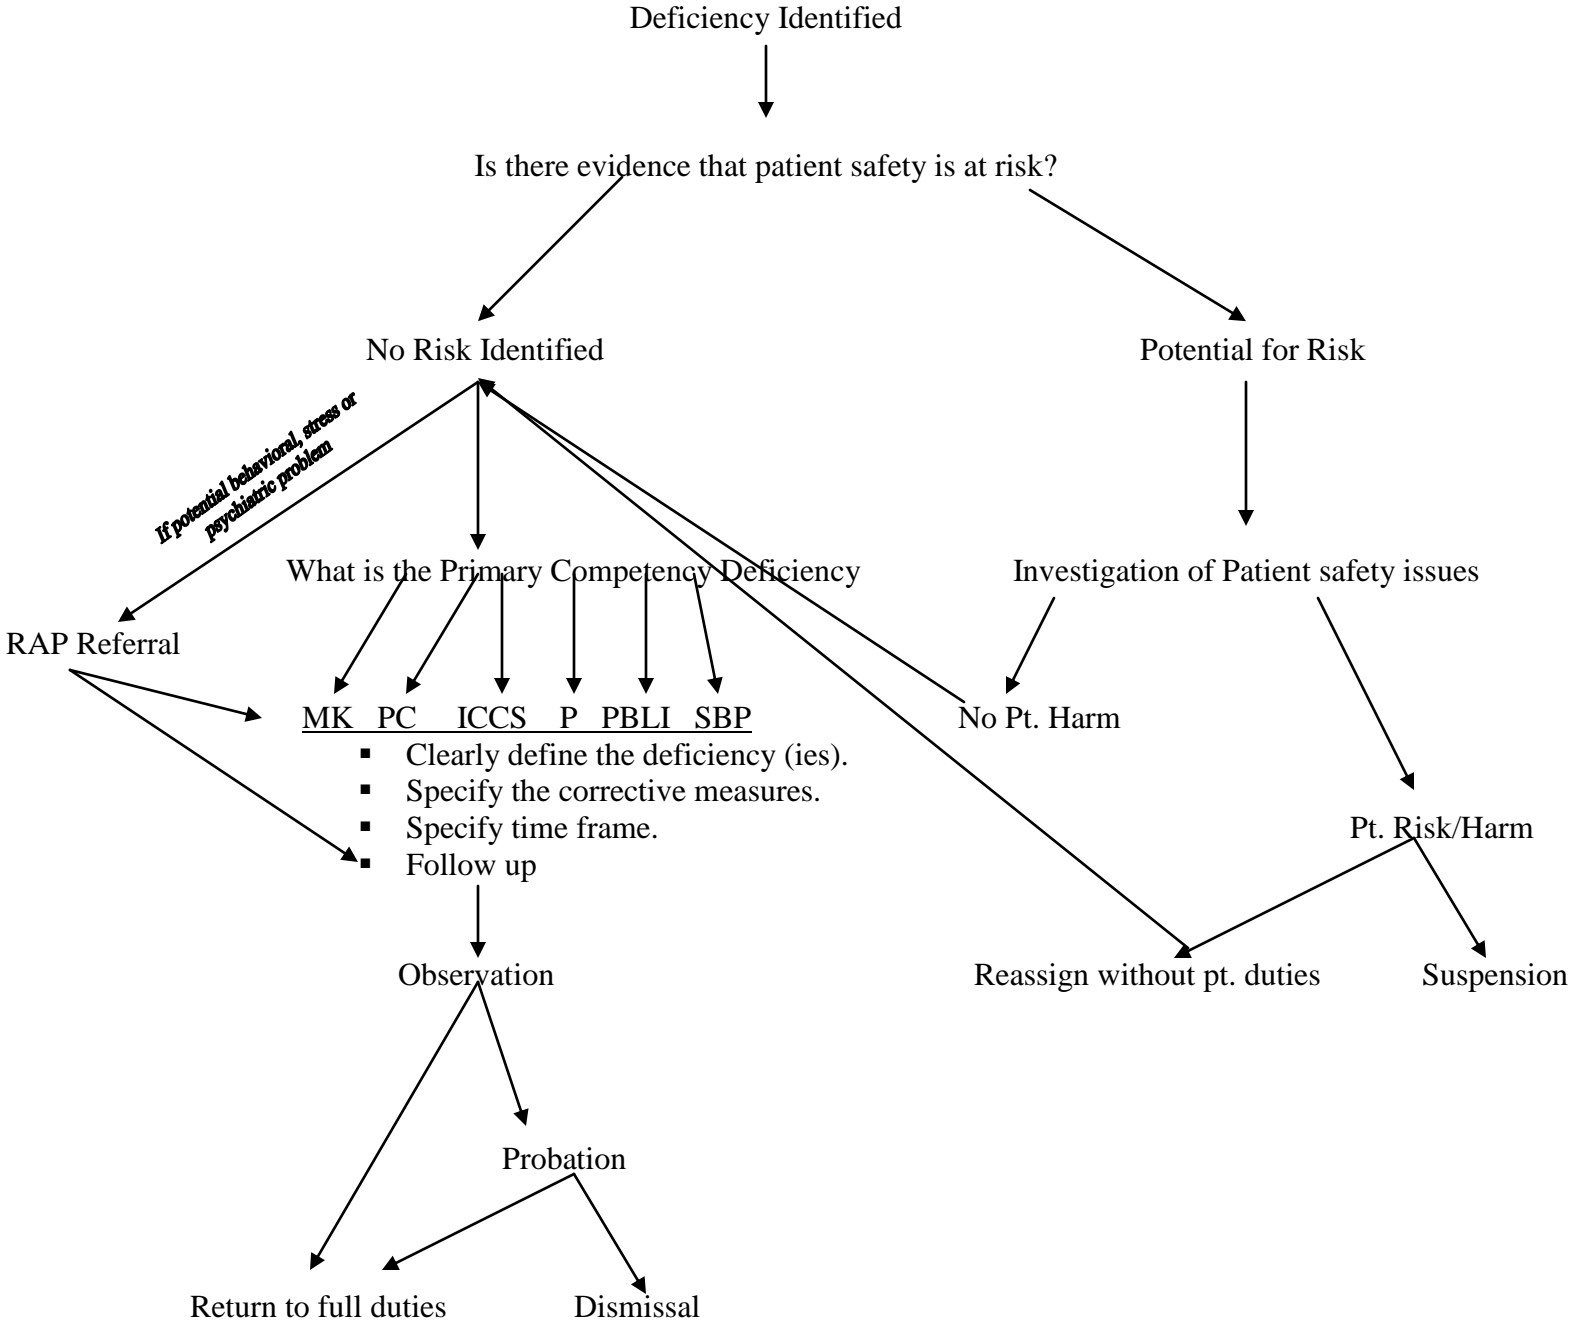 Deficiency Identified
Is there evidence that patient safety is at risk?
No Risk Identified
Potential for Risk
If potential behavioral, stress or
psychiatric problem
What is the Primary Competency Deficiency
Investigation of Patient safety issues
RAP Referral
MK PC ICCS P PBLI SBP
No Pt. Harm
▪ Clearly define the deficiency (ies).
▪ Specify the corrective measures.
▪ Specify time frame.
Pt. Risk/Harm
▪ Follow up
Observation
Reassign without pt. duties
Suspension
Probation
Return to full duties
Dismissal